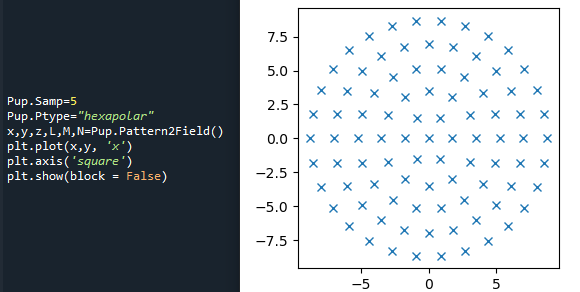 Pup.Samp=5
Pup.Ptype="hexapolar"
x,y,z,L,M,N=Pup.Pattern2Field()
plt.plot(x,y, 'x')
plt.axis('square')
plt.show(block = False)
7.5
5.0
2.5
0.0
−2.5
−5.0
−7.5
−5
0
5